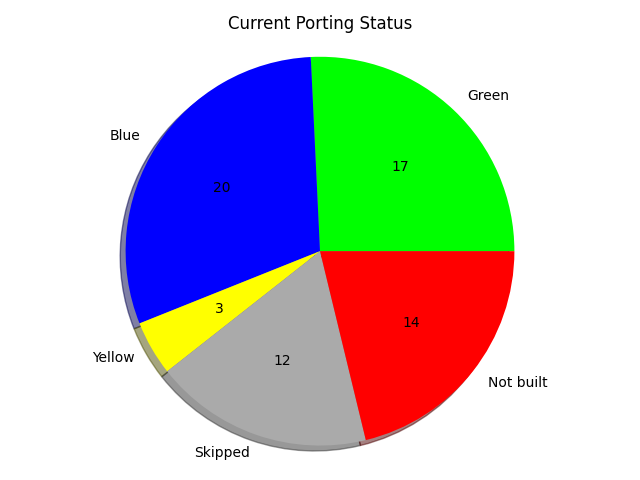 Current Porting Status
Green
17
Blue
20
3
Yellow
12
Skipped
14
Not built